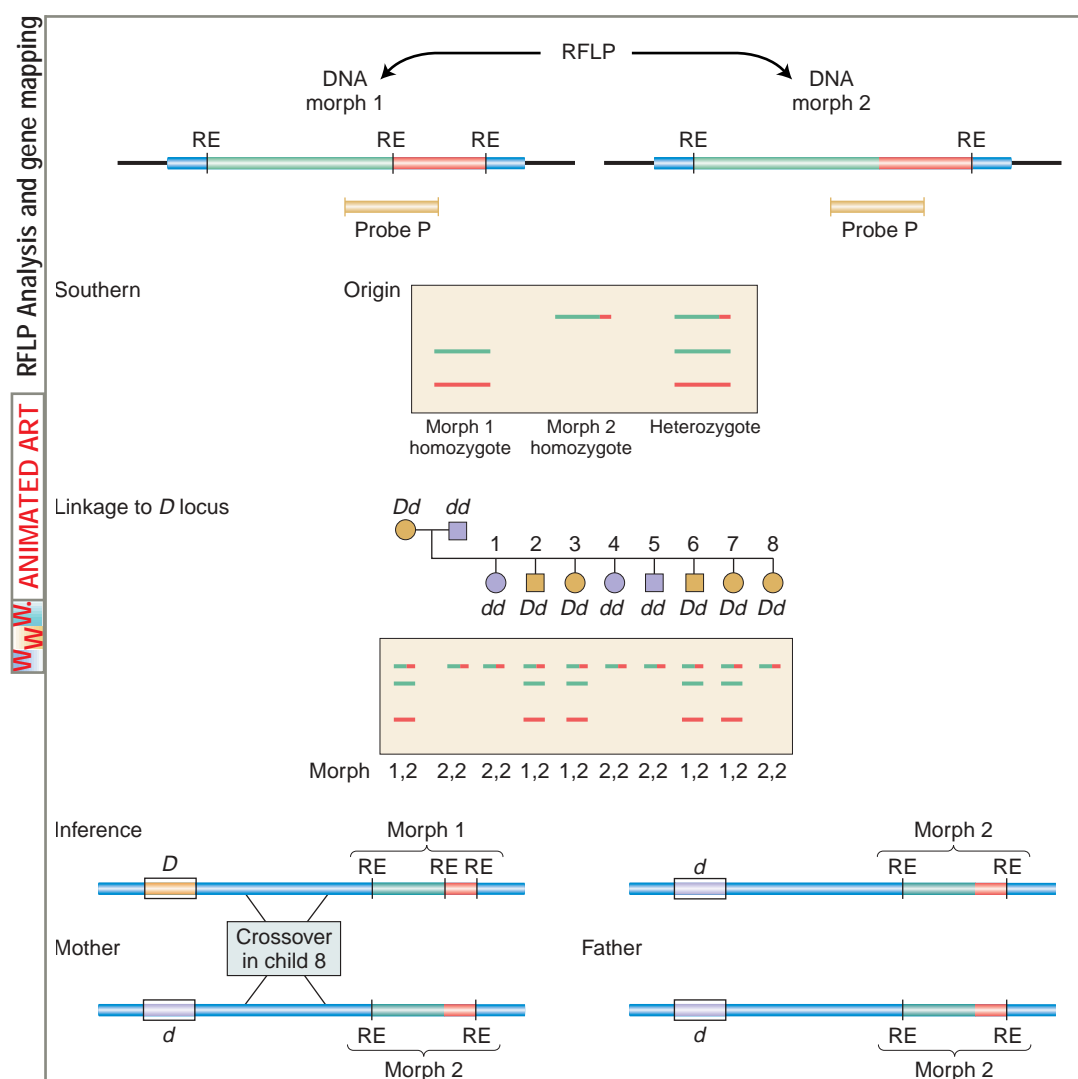 RFLP Analysis and gene mapping
WWW. ANIMATED ART
RFLP
DNA morph 1
DNA morph 2
RE RE RE RE RE
Probe P Probe P
Southern
Origin
Morph 1 homozygote
Morph 2 homozygote
Heterozygote
Linkage to D locus
Dd dd
1 2 3 4 5 6 7 8
dd Dd Dd dd dd Dd Dd Dd
Morph 1,2 2,2 2,2 1,2 1,2 2,2 2,2 1,2 1,2 2,2
Inference
Morph 1 Morph 2
D RE RE RE d RE RE
Mother
Crossover in child 8
Father
d RE RE d RE RE
Morph 2 Morph 2